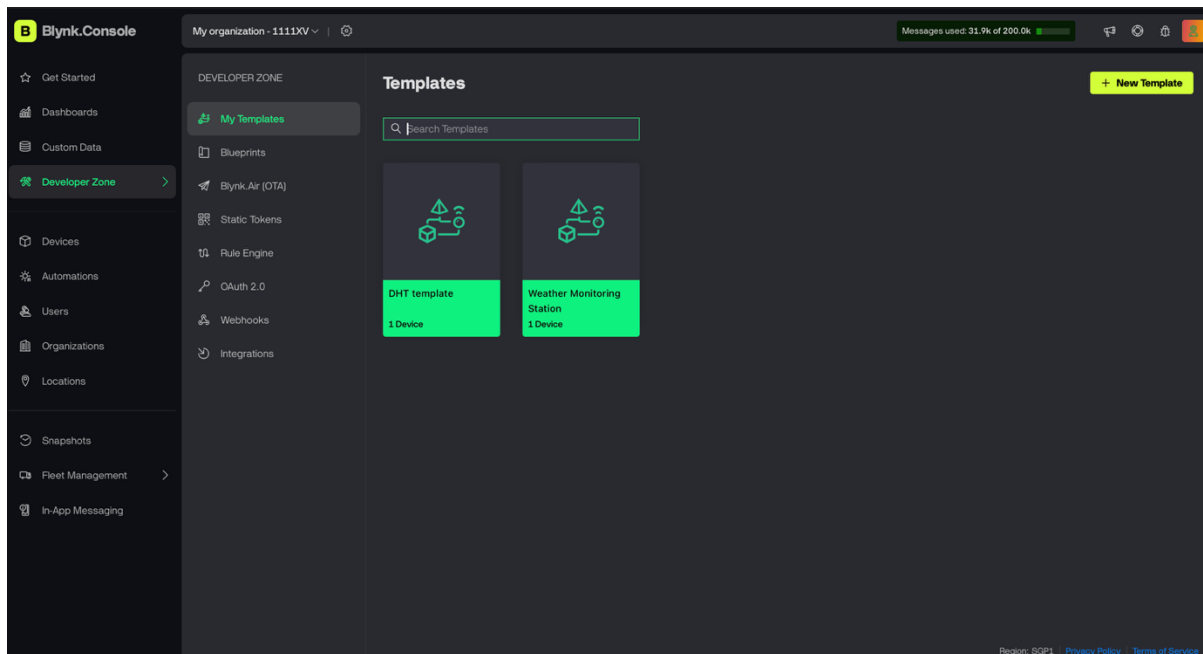 B Blynk.Console
My organization - 1111XV
Messages used: 31.9k of 200.0k
Get Started
Dashboards
Custom Data
Developer Zone
Devices
Automations
Users
Organizations
Locations
Snapshots
Fleet Management
In-App Messaging
DEVELOPER ZONE
My Templates
Blueprints
Blynk.Air (OTA)
Static Tokens
Rule Engine
OAuth 2.0
Webhooks
Integrations
Templates
+ New Template
Search Templates
DHT template
1 Device
Weather Monitoring
Station
1 Device
Region: SGP1 Privacy Policy Terms of Service